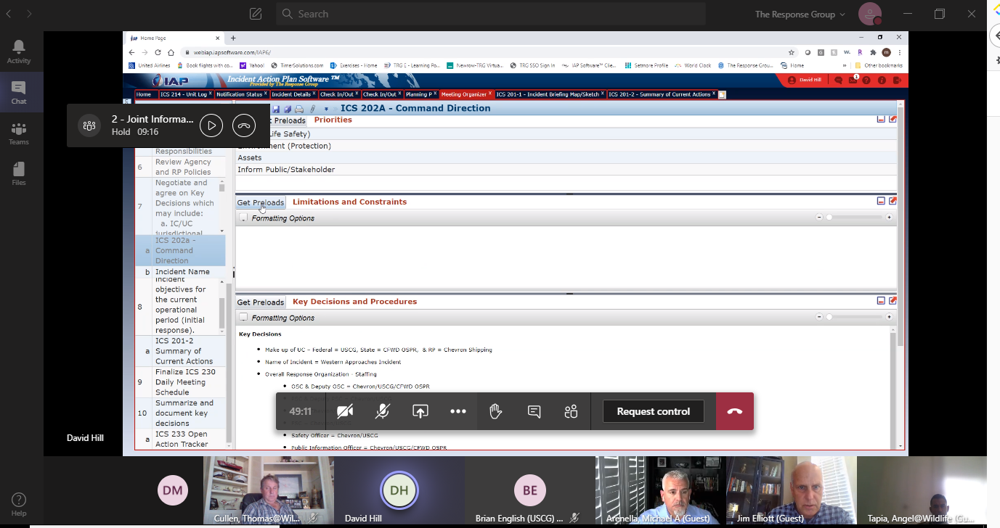 Search
The Response Group
Activity
Chat
Teams
Files
Help
Home Page
webiap.iapsoftware.com/IAP6/
United Airlines
Book flights with co...
Yahoo!
TimerSolutions.com
Exercises - Home
TRG E - Learning Po...
Newrow-TRG Virtua...
TRG SSO Sign In
IAP Software™ Clie...
Setmore Profile
World Clock
The Response Grou...
Home
Other bookmarks
IAP
Incident Action Plan Software ™
Provided by The Response Group
David Hill
1
Home
ICS 214 - Unit Log X
Notification Status X
Incident Details X
Check In/Out X
Check In/Out X
Planning P X
Meeting Organizer X
ICS 201-1 - Incident Briefing Map/Sketch X
ICS 201-2 - Summary of Current Actions X
2 - Joint Informa...
Hold 09:16
ICS 202A - Command Direction
t Preloads Priorities
ife Safety)
ment (Protection)
Assets
Inform Public/Stakeholder
Responsibilities
6 Review Agency
and RP Policies
7 Negotiate and
agree on Key
Decisions which
may include:
a. IC/UC
jurisdictional
a ICS 202a -
Command
Direction
b Incident Name
8 incident
objectives for
the current
operational
period (initial
response).
a ICS 201-2
Summary of
Current Actions
9 Finalize ICS 230
Daily Meeting
Schedule
10 Summarize and
document key
decisions
a ICS 233 Open
Action Tracker
Get Preloads Limitations and Constraints
Formatting Options
Get Preloads Key Decisions and Procedures
Formatting Options
Key Decisions
• Make up of UC – Federal = USCG, State = CFWD OSPR, & RP = Chevron Shipping
• Name of Incident = Western Approaches Incident
• Overall Response Organization - Staffing
• OSC & Deputy OSC = Chevron/USCG/CFWD OSPR
• Safety Officer = Chevron/USCG
• Public Information Officer = Chevron/USCG/CFWD OSPR
49:11
Request control
David Hill
DM
Cullen, Thomas@Wil...
DH
David Hill
BE
Brian English (USCG) ...
Arenella, Michael A (Guest)
Jim Elliott (Guest)
Tapia, Angel@Wildlife (Gu...